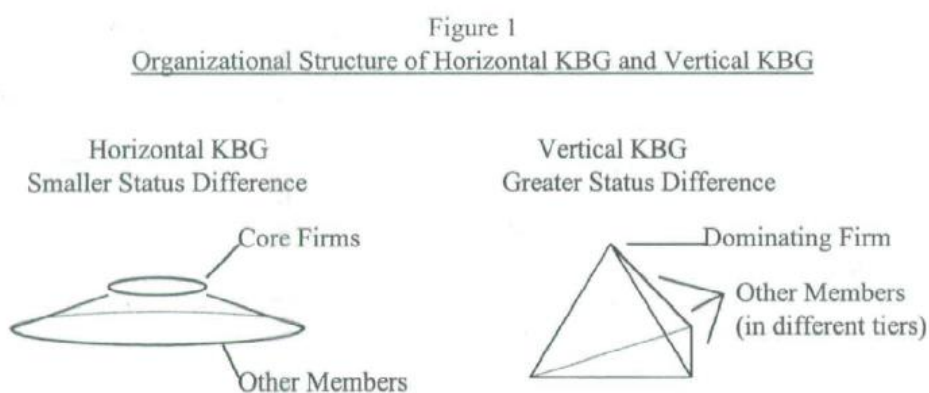 Figure 1
Organizational Structure of Horizontal KBG and Vertical KBG
Horizontal KBG
Smaller Status Difference
Core Firms
Other Members
Vertical KBG
Greater Status Difference
Dominating Firm
Other Members
(in different tiers)